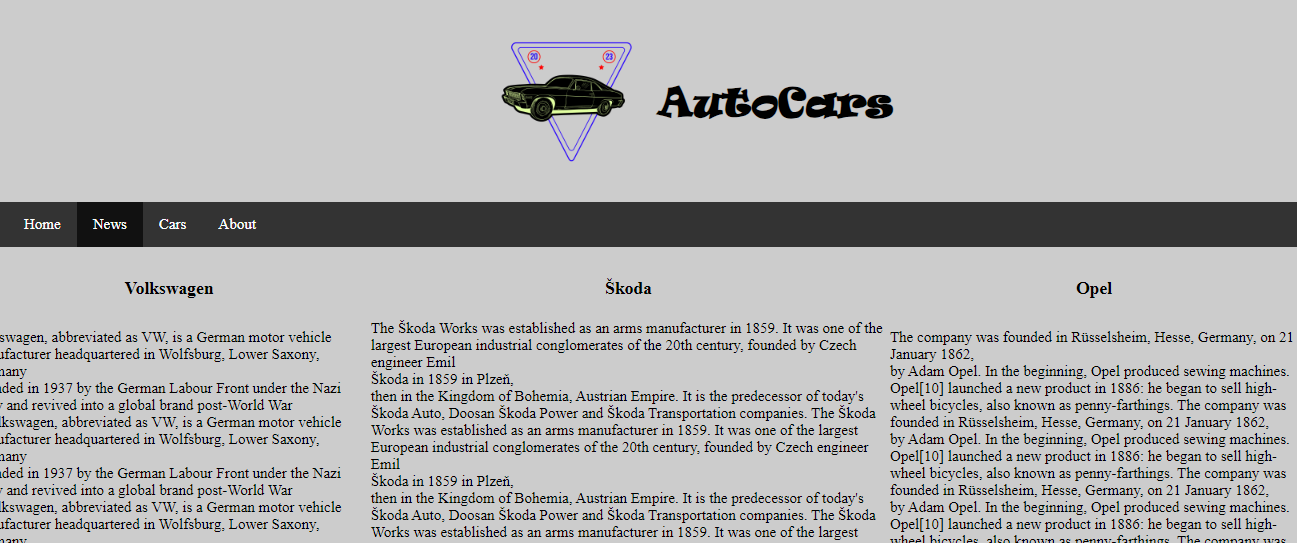 20
23
AutoCars
Home
News
Cars
About
Volkswagen
swagen, abbreviated as VW, is a German motor vehicle
ufacturer headquartered in Wolfsburg, Lower Saxony,
many
ded in 1937 by the German Labour Front under the Nazi
y and revived into a global brand post-World War
lkswagen, abbreviated as VW, is a German motor vehicle
ufacturer headquartered in Wolfsburg, Lower Saxony,
many
ded in 1937 by the German Labour Front under the Nazi
y and revived into a global brand post-World War
lkswagen, abbreviated as VW, is a German motor vehicle
ufacturer headquartered in Wolfsburg, Lower Saxony,
many
Škoda
The Škoda Works was established as an arms manufacturer in 1859. It was one of the
largest European industrial conglomerates of the 20th century, founded by Czech
engineer Emil
Škoda in 1859 in Plzeň,
then in the Kingdom of Bohemia, Austrian Empire. It is the predecessor of today's
Škoda Auto, Doosan Škoda Power and Škoda Transportation companies. The Škoda
Works was established as an arms manufacturer in 1859. It was one of the largest
European industrial conglomerates of the 20th century, founded by Czech engineer
Emil
Škoda in 1859 in Plzeň,
then in the Kingdom of Bohemia, Austrian Empire. It is the predecessor of today's
Škoda Auto, Doosan Škoda Power and Škoda Transportation companies. The Škoda
Works was established as an arms manufacturer in 1859. It was one of the largest
Opel
The company was founded in Rüsselsheim, Hesse, Germany, on 21
January 1862,
by Adam Opel. In the beginning, Opel produced sewing machines.
Opel[10] launched a new product in 1886: he began to sell high-
wheel bicycles, also known as penny-farthings. The company was
founded in Rüsselsheim, Hesse, Germany, on 21 January 1862,
by Adam Opel. In the beginning, Opel produced sewing machines.
Opel[10] launched a new product in 1886: he began to sell high-
wheel bicycles, also known as penny-farthings. The company was
founded in Rüsselsheim, Hesse, Germany, on 21 January 1862,
by Adam Opel. In the beginning, Opel produced sewing machines.
Opel[10] launched a new product in 1886: he began to sell high-
wheel bicycles, also known as penny-farthings. The company was